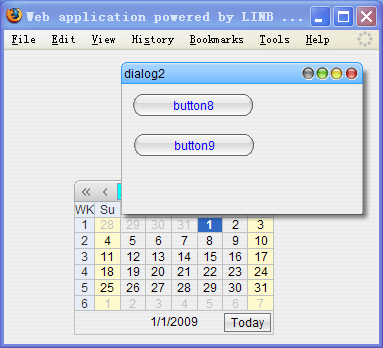 Web application powered by LINB ...
File Edit View History Bookmarks Tools Help
dialog2
button8
button9
WK Su
1 28 29 30 31 1 2 3
2 4 5 6 7 8 9 10
3 11 12 13 14 15 16 17
4 18 19 20 21 22 23 24
5 25 26 27 28 29 30 31
6 1 2 3 4 5 6 7
1/1/2009 Today